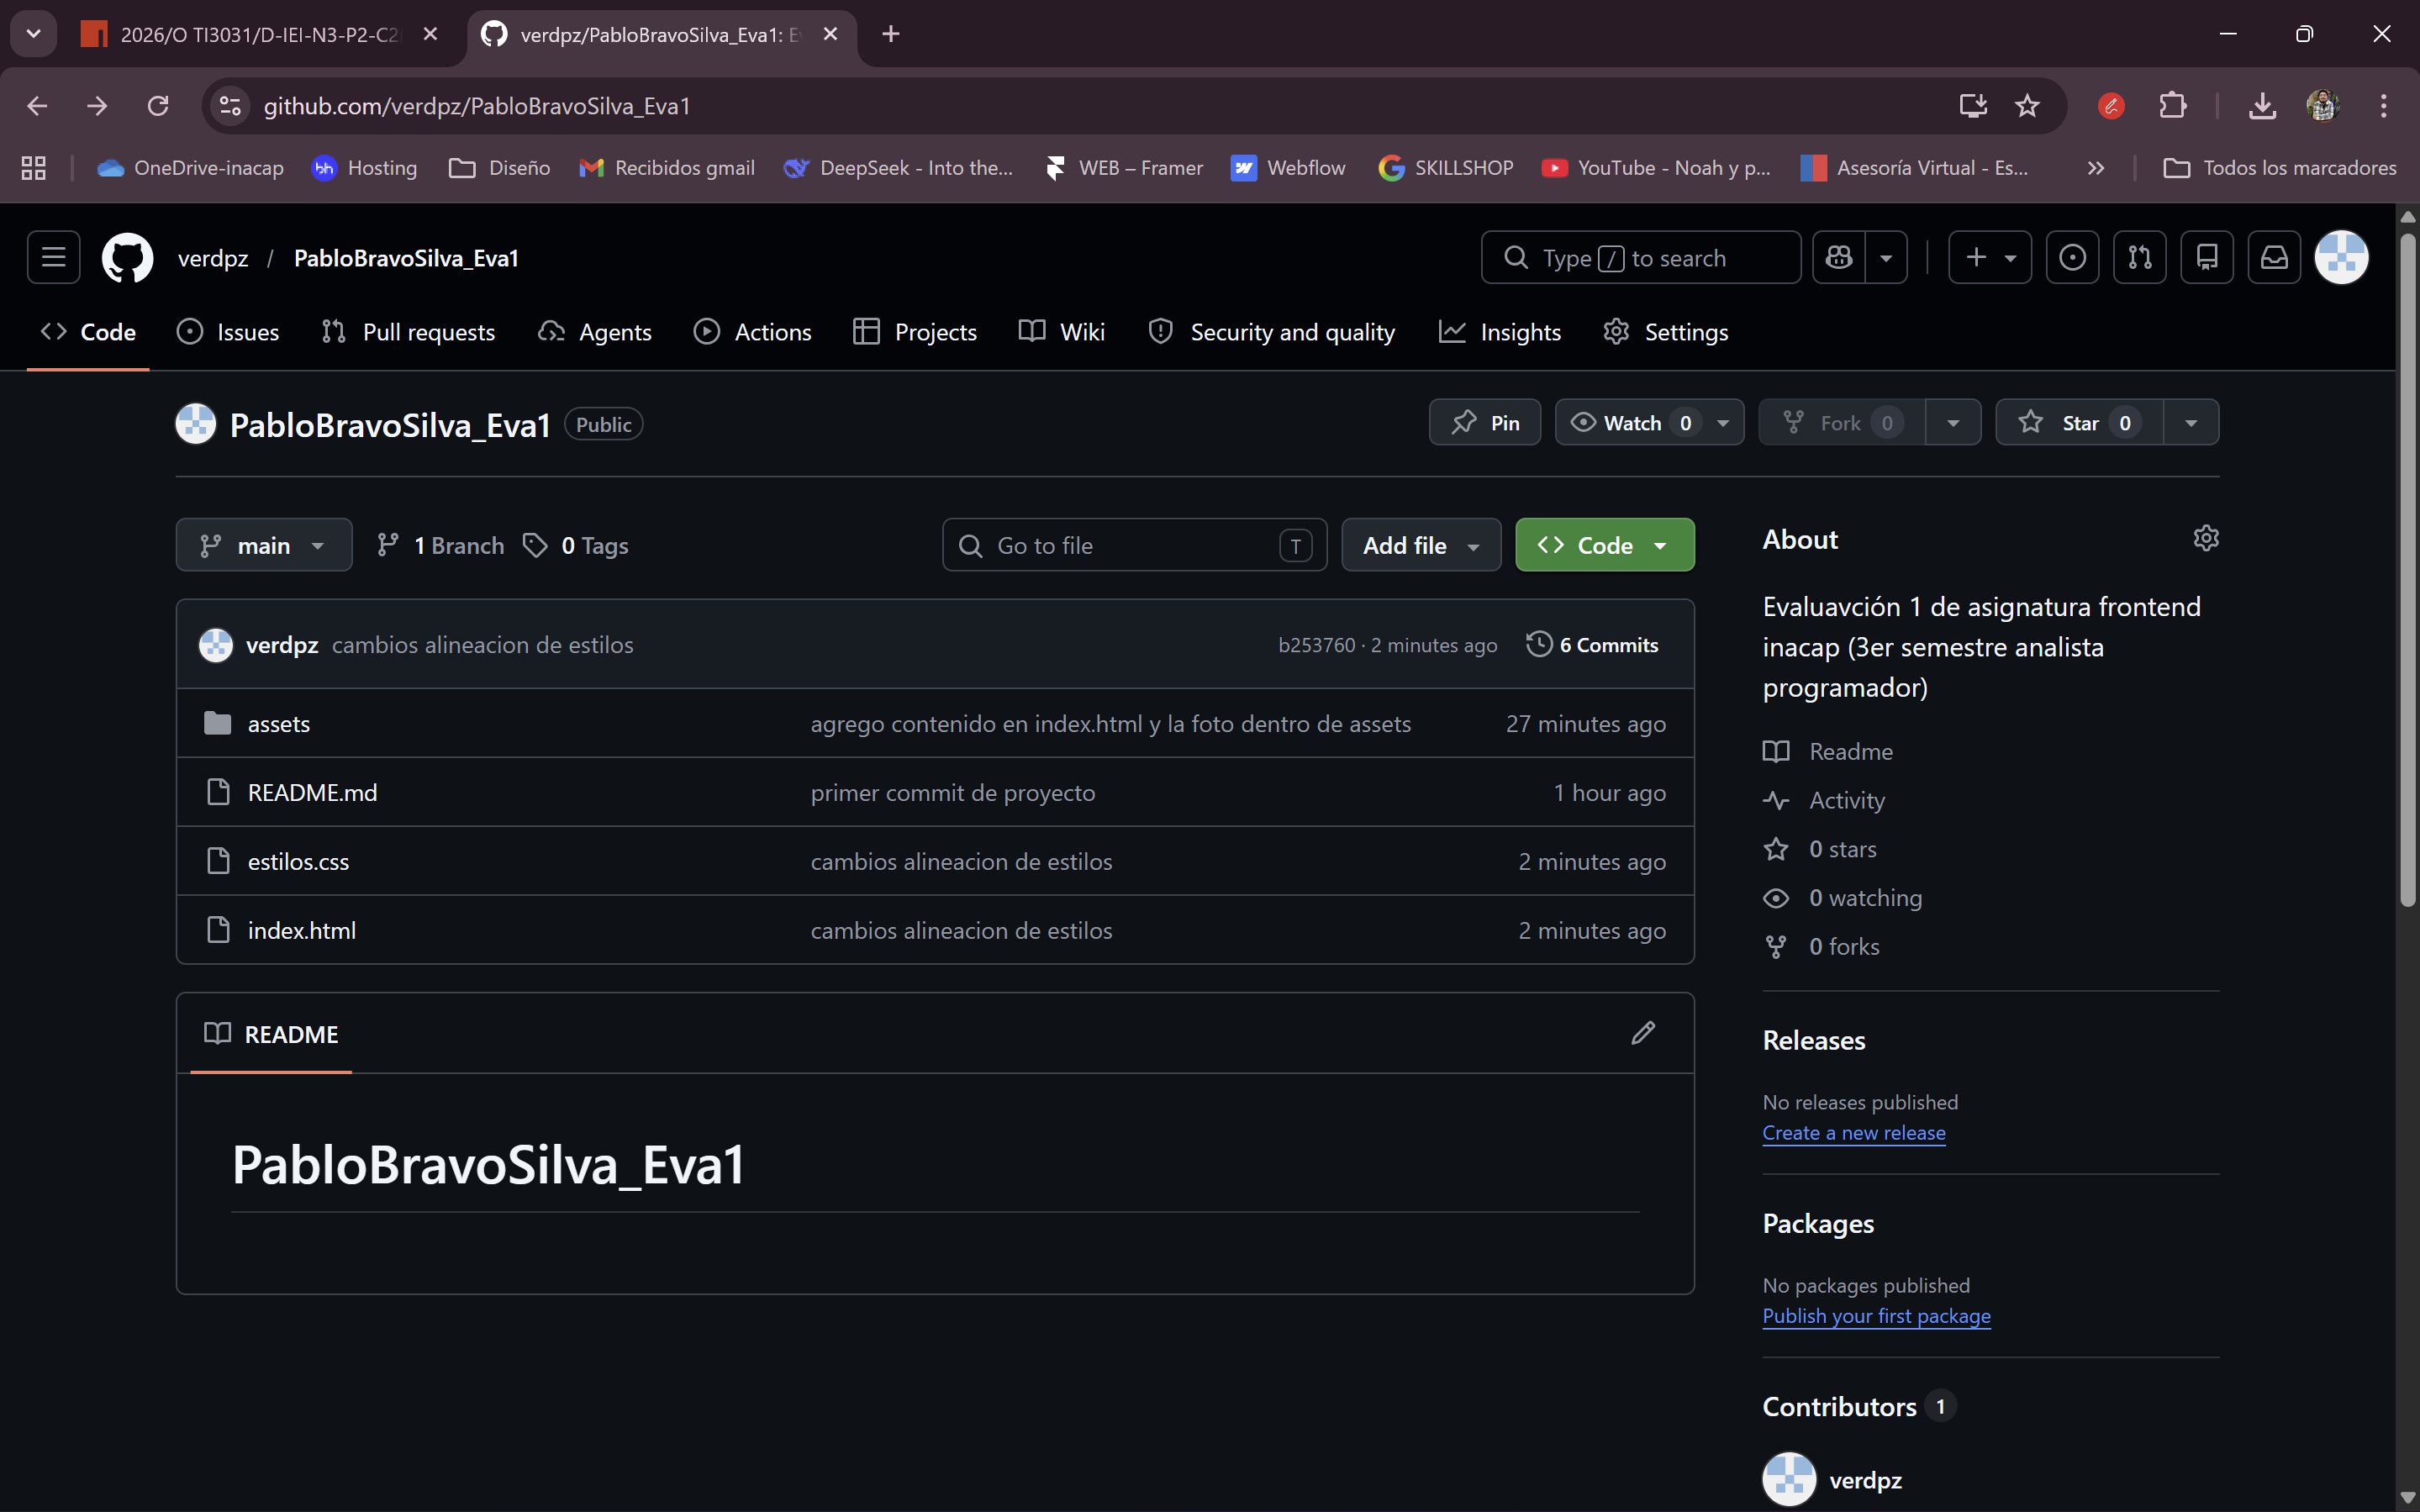 2026/O TI3031/D-IEI-N3-P2-C2
verdpz/PabloBravoSilva_Eva1: E
github.com/verdpz/PabloBravoSilva_Eva1
OneDrive-inacap
bh Hosting
Diseño
Recibidos gmail
DeepSeek - Into the...
WEB – Framer
Webflow
SKILLSHOP
YouTube - Noah y p...
Asesoría Virtual - Es...
Todos los marcadores
verdpz / PabloBravoSilva_Eva1
Type / to search
Code
Issues
Pull requests
Agents
Actions
Projects
Wiki
Security and quality
Insights
Settings
PabloBravoSilva_Eva1 Public
Pin
Watch 0
Fork 0
Star 0
main
1 Branch
0 Tags
Go to file T
Add file
Code
verdpz cambios alineacion de estilos b253760 · 2 minutes ago 6 Commits
assets agrego contenido en index.html y la foto dentro de assets 27 minutes ago
README.md primer commit de proyecto 1 hour ago
estilos.css cambios alineacion de estilos 2 minutes ago
index.html cambios alineacion de estilos 2 minutes ago
README
PabloBravoSilva_Eva1
About
Evaluavción 1 de asignatura frontend
inacap (3er semestre analista
programador)
Readme
Activity
0 stars
0 watching
0 forks
Releases
No releases published
Create a new release
Packages
No packages published
Publish your first package
Contributors 1
verdpz